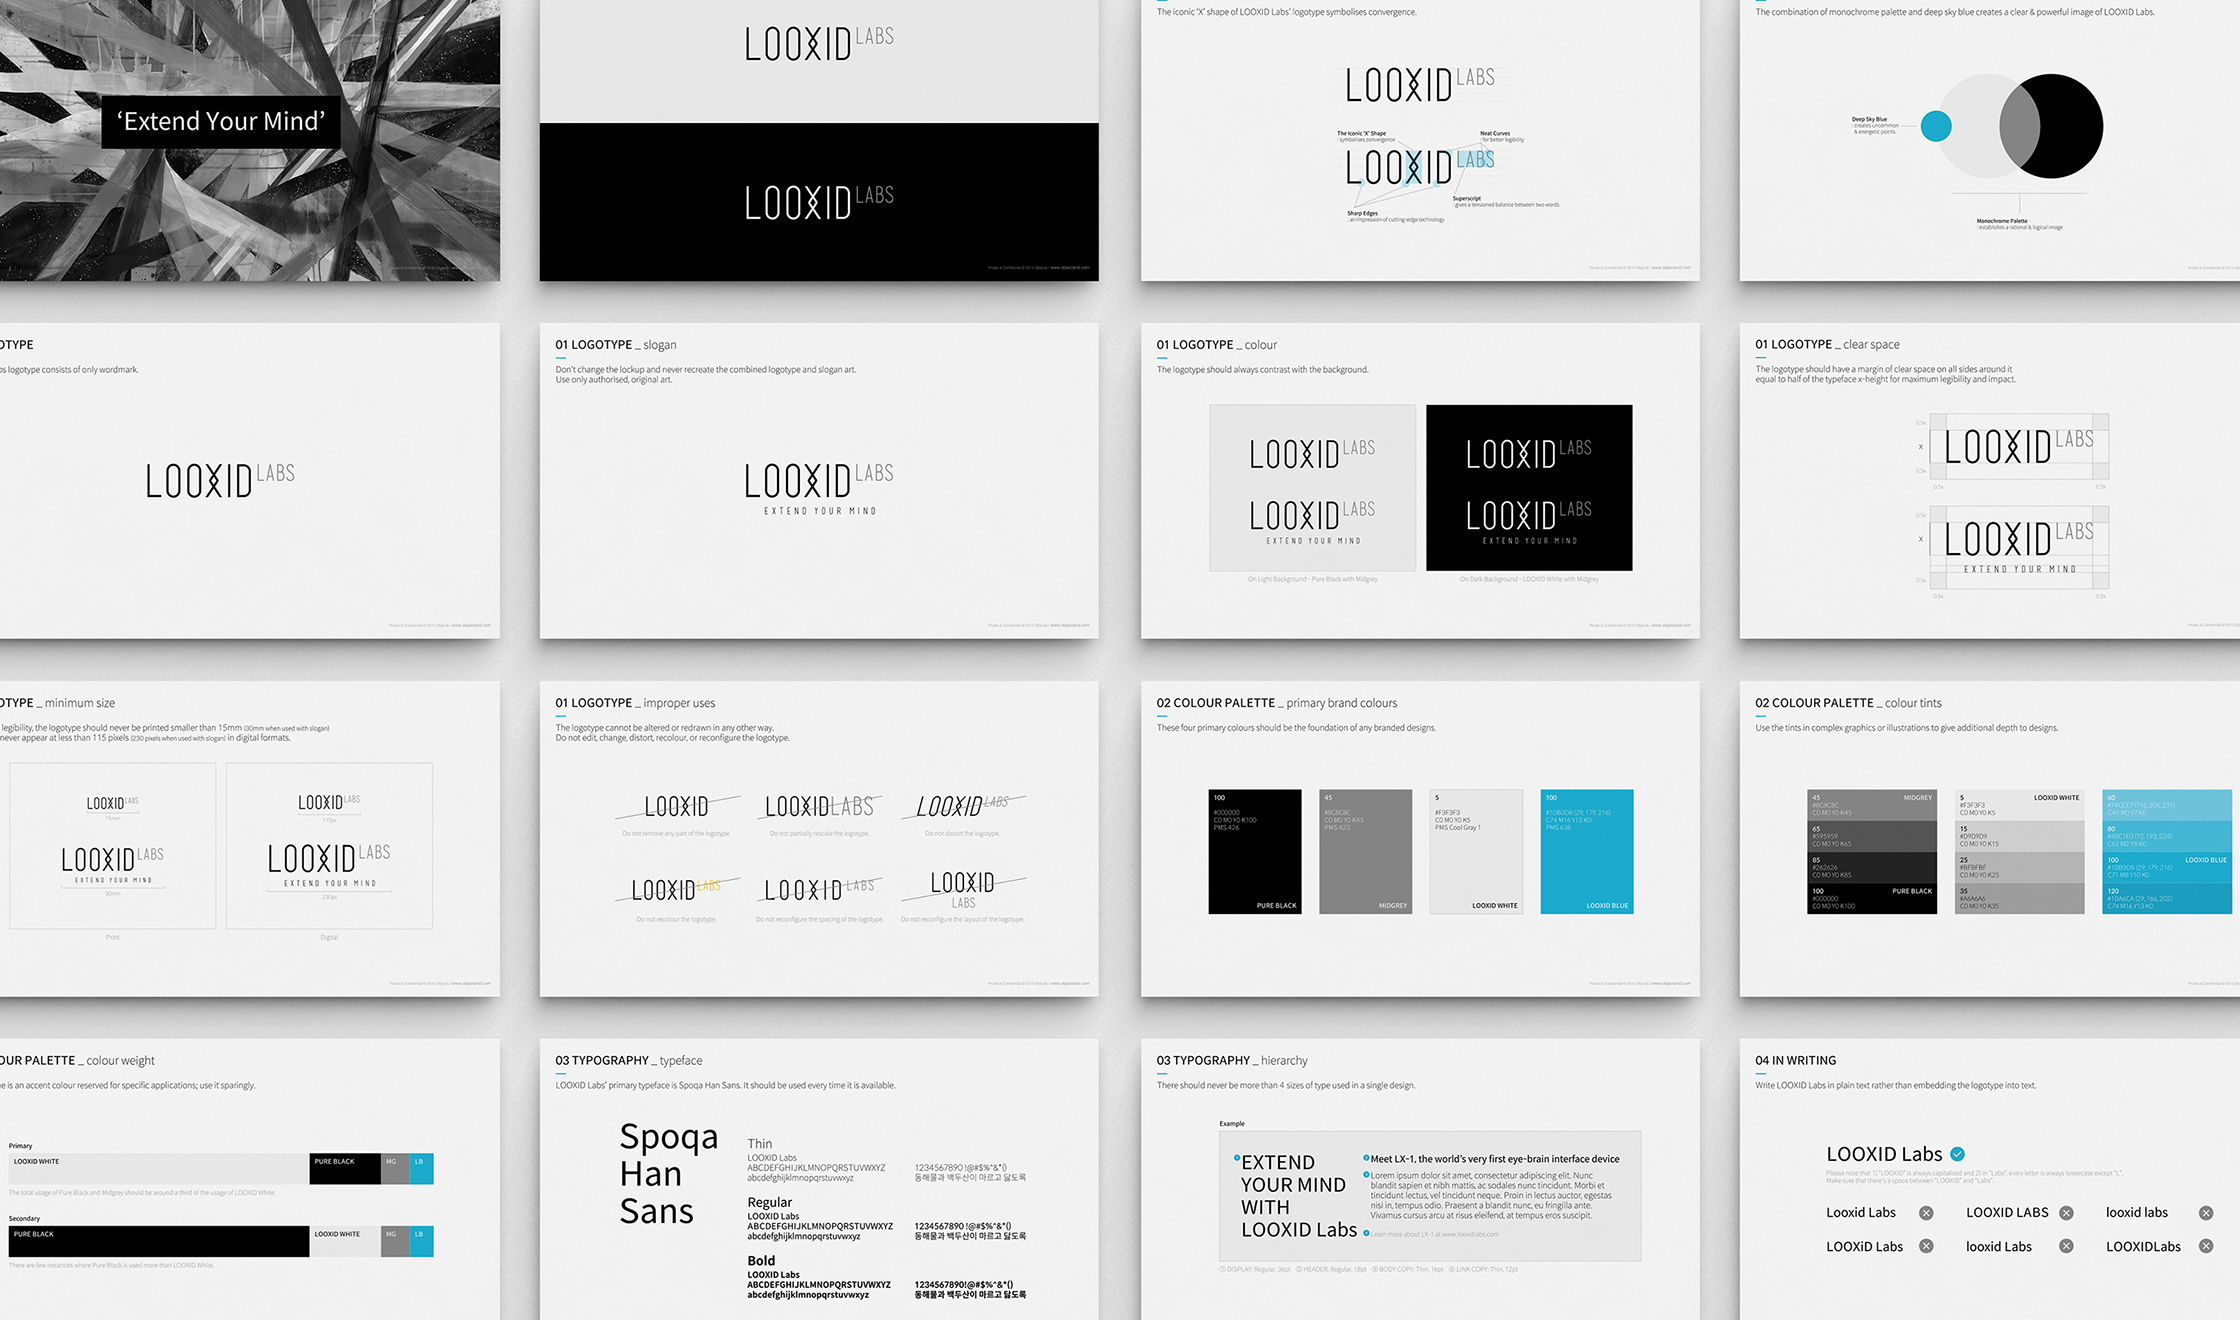 ‘Extend Your Mind’
LOOXID LABS
LOOXID LABS
The iconic ‘X’ shape of LOOXID Labs’ logotype symbolises convergence.
LOOXID LABS
The Iconic ‘X’ Shape
: symbolises convergence
Neat Curves
: for better legibility
LOOXID LABS
Superscript
: gives a tensioned balance between two words
Sharp Edges
: an impression of cutting-edge technology
The combination of monochrome palette and deep sky blue creates a clear & powerful image of LOOXID Labs.
Deep Sky Blue
: creates uncommon
& energetic points
Monochrome Palette
: establishes a rational & logical image
OTYPE
os logotype consists of only wordmark.
LOOXID LABS
01 LOGOTYPE _ slogan
Don’t change the lockup and never recreate the combined logotype and slogan art.
Use only authorised, original art.
LOOXID LABS
EXTEND YOUR MIND
01 LOGOTYPE _ colour
The logotype should always contrast with the background.
LOOXID LABS
LOOXID LABS
EXTEND YOUR MIND
On Light Background - Pure Black with Midgrey
LOOXID LABS
LOOXID LABS
EXTEND YOUR MIND
On Dark Background - LOOXID White with Midgrey
01 LOGOTYPE _ clear space
The logotype should have a margin of clear space on all sides around it
equal to half of the typeface x-height for maximum legibility and impact.
0.5x
X
0.5x
LOOXID LABS
0.5x
0.5x
0.5x
X
0.5x
LOOXID LABS
EXTEND YOUR MIND
0.5x
0.5x
OTYPE _ minimum size
legibility, the logotype should never be printed smaller than 15mm (30mm when used with slogan)
never appear at less than 115 pixels (230 pixels when used with slogan) in digital formats.
LOOXID LABS
15mm
LOOXID LABS
EXTEND YOUR MIND
30mm
Print
LOOXID LABS
115px
LOOXID LABS
EXTEND YOUR MIND
230px
Digital
01 LOGOTYPE _ improper uses
The logotype cannot be altered or redrawn in any other way.
Do not edit, change, distort, recolour, or reconfigure the logotype.
LOOXID
Do not remove any part of the logotype.
LOOXIDLABS
Do not partially rescale the logotype.
LOOXID LABS
Do not distort the logotype.
LOOXID LABS
Do not recolour the logotype.
LOOXID LABS
Do not reconfigure the spacing of the logotype.
LOOXID
LABS
Do not reconfigure the layout of the logotype.
02 COLOUR PALETTE _ primary brand colours
These four primary colours should be the foundation of any branded designs.
100
#000000
C0 M0 Y0 K100
PMS 426
PURE BLACK
45
#8C8C8C
C0 M0 Y0 K45
PMS 423
MIDGREY
5
#F3F3F3
C0 M0 Y0 K5
PMS Cool Gray 1
LOOXID WHITE
100
#1DB3D8 (29, 179, 216)
C74 M16 Y13 K0
PMS 638
LOOXID BLUE
02 COLOUR PALETTE _ colour tints
Use the tints in complex graphics or illustrations to give additional depth to designs.
45 MIDGREY
#8C8C8C
C0 M0 Y0 K45
65
#595959
C0 M0 Y0 K65
85
#262626
C0 M0 Y0 K85
100 PURE BLACK
#000000
C0 M0 Y0 K100
5 LOOXID WHITE
#F3F3F3
C0 M0 Y0 K5
15
#D9D9D9
C0 M0 Y0 K15
25
#BFBFBF
C0 M0 Y0 K25
35
#A6A6A6
C0 M0 Y0 K35
60
#74CEE7 (116, 206, 231)
C49 M0 Y7 K0
80
#48C1E0 (72, 193, 224)
C62 M2 Y8 K0
100 LOOXID BLUE
#1DB3D8 (29, 179, 216)
C71 M8 Y10 K0
120
#1DA6CA (29, 166, 202)
C74 M16 Y13 K0
OUR PALETTE _ colour weight
e is an accent colour reserved for specific applications; use it sparingly.
Primary
LOOXID WHITE PURE BLACK MG LB
The total usage of Pure Black and Midgrey should be around a third of the usage of LOOXID White.
Secondary
PURE BLACK LOOXID WHITE MG LB
There are few instances where Pure Black is used more than LOOXID White.
03 TYPOGRAPHY _ typeface
LOOXID Labs’ primary typeface is Spoqa Han Sans. It should be used every time it is available.
Spoqa
Han
Sans
Thin
LOOXID Labs
ABCDEFGHIJKLMNOPQRSTUVWXYZ 1234567890 !@#$%^&*()
abcdefghijklmnopqrstuvwxyz 동해물과 백두산이 마르고 닳도록
Regular
LOOXID Labs
ABCDEFGHIJKLMNOPQRSTUVWXYZ 1234567890 !@#$%^&*()
abcdefghijklmnopqrstuvwxyz 동해물과 백두산이 마르고 닳도록
Bold
LOOXID Labs
ABCDEFGHIJKLMNOPQRSTUVWXYZ 1234567890!@#$%^&*()
abcdefghijklmnopqrstuvwxyz 동해물과 백두산이 마르고 닳도록
03 TYPOGRAPHY _ hierarchy
There should never be more than 4 sizes of type used in a single design.
Example
EXTEND
YOUR MIND
WITH
LOOXID Labs
Meet LX-1, the world’s very first eye-brain interface device
Lorem ipsum dolor sit amet, consectetur adipiscing elit. Nunc
blandit sapien et nibh mattis, ac sodales nunc tincidunt. Morbi et
tincidunt lectus, vel tincidunt neque. Proin in lectus auctor, egestas
nisi in, tempus odio. Praesent a blandit nunc, eu fringilla ante.
Vivamus cursus arcu at risus eleifend, at tempus eros suscipit.
Learn more about LX-1 at www.looxidlabs.com
① DISPLAY: Regular, 36pt ② HEADER: Regular, 18pt ③ BODY COPY: Thin, 16pt ④ LINK COPY: Thin, 12pt
04 IN WRITING
Write LOOXID Labs in plain text rather than embedding the logotype into text.
LOOXID Labs
Please note that 1) "LOOXID" is always capitalised and 2) in "Labs", every letter is always lowercase except "L".
Make sure that there's a space between "LOOXID" and "Labs".
Looxid Labs LOOXID LABS looxid labs
LOOXiD Labs looxid Labs LOOXIDLabs